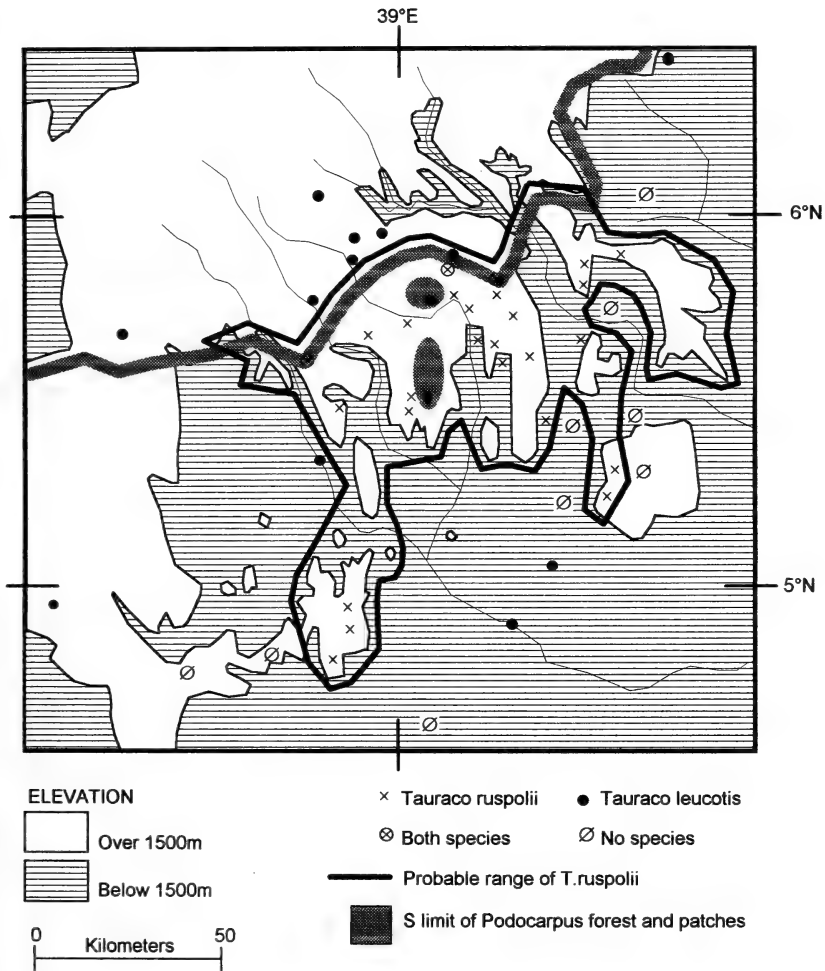 39°E
6°N
5°N
ELEVATION
Over 1500m
Below 1500m
0 Kilometers 50
× Tauraco ruspolii
● Tauraco leucotis
⊗ Both species
Ø No species
Probable range of T.ruspolii
S limit of Podocarpus forest and patches